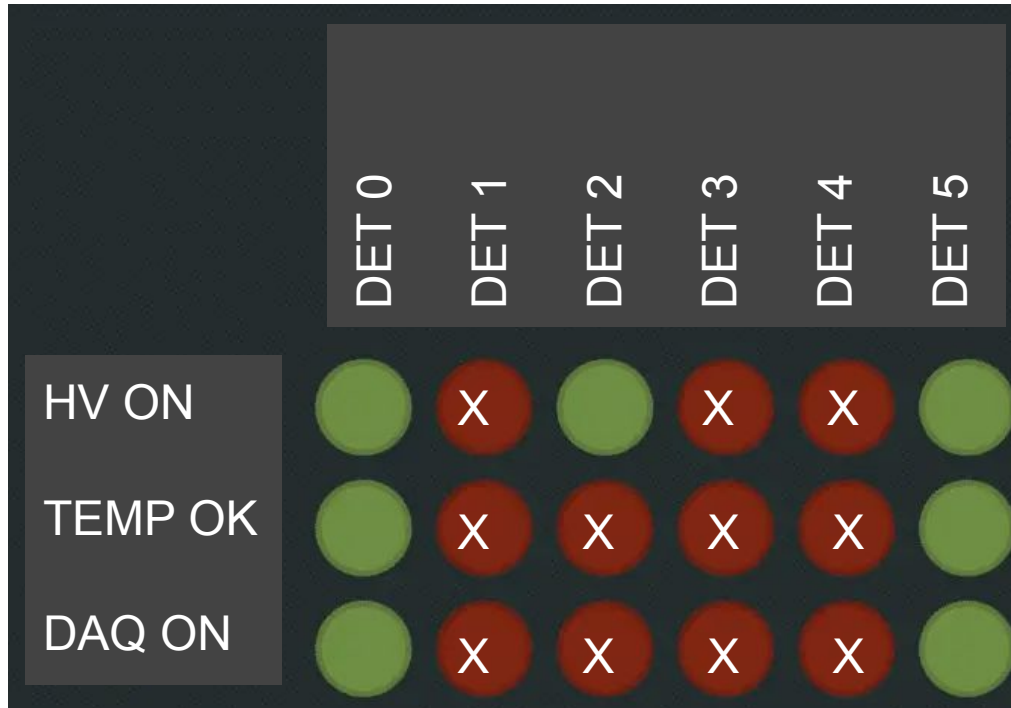 DET 0
DET 1
DET 2
DET 3
DET 4
DET 5
HV ON
X
X
X
TEMP OK
X
X
X
X
DAQ ON
X
X
X
X